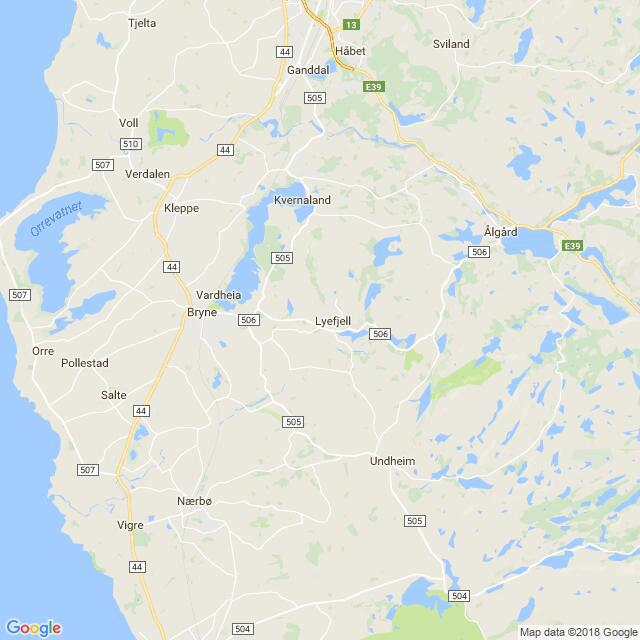 Tjelta
13
Håbet
Sviland
44
Ganddal
E39
505
Voll
510
44
507
Verdalen
Kvernaland
Kleppe
Orrevatnet
Ålgård
506
E39
505
44
507
Vardheia
Bryne
506
Lyefjell
506
Orre
Pollestad
Salte
44
505
Undheim
507
Nærbø
Vigre
505
44
504
504
Google
Map data ©2018 Google